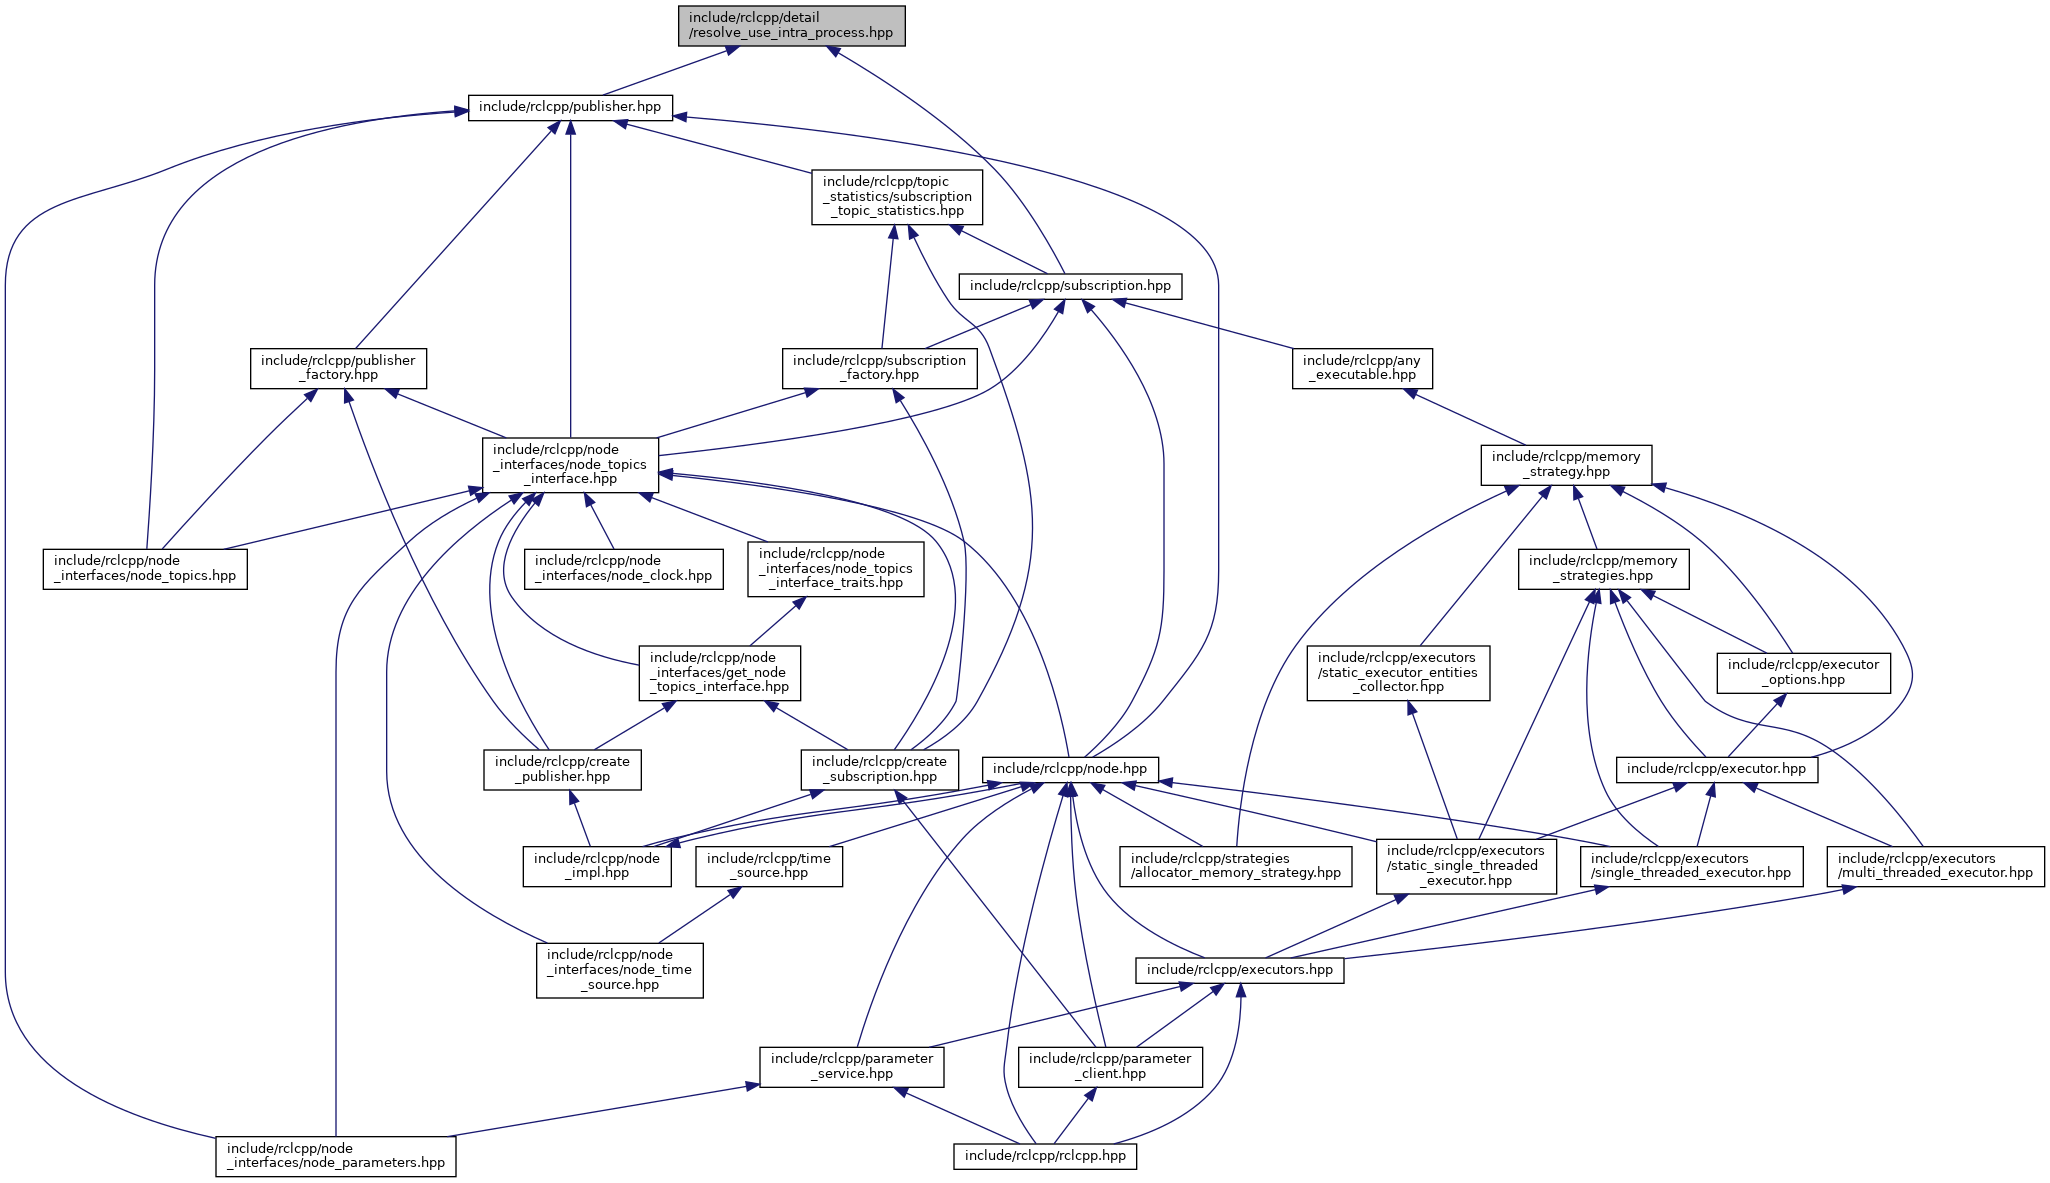 include/rclcpp/detail
/resolve_use_intra_process.hpp
include/rclcpp/publisher.hpp
include/rclcpp/topic
_statistics/subscription
_topic_statistics.hpp
include/rclcpp/subscription.hpp
include/rclcpp/publisher
_factory.hpp
include/rclcpp/subscription
_factory.hpp
include/rclcpp/any
_executable.hpp
include/rclcpp/node
_interfaces/node_topics
_interface.hpp
include/rclcpp/memory
_strategy.hpp
include/rclcpp/node
_interfaces/node_topics.hpp
include/rclcpp/node
_interfaces/node_clock.hpp
include/rclcpp/node
_interfaces/node_topics
_interface_traits.hpp
include/rclcpp/memory
_strategies.hpp
include/rclcpp/node
_interfaces/get_node
_topics_interface.hpp
include/rclcpp/executors
/static_executor_entities
_collector.hpp
include/rclcpp/executor
_options.hpp
include/rclcpp/create
_publisher.hpp
include/rclcpp/create
_subscription.hpp
include/rclcpp/node.hpp
include/rclcpp/executor.hpp
include/rclcpp/node
_impl.hpp
include/rclcpp/time
_source.hpp
include/rclcpp/strategies
/allocator_memory_strategy.hpp
include/rclcpp/executors
/static_single_threaded
_executor.hpp
include/rclcpp/executors
/single_threaded_executor.hpp
include/rclcpp/executors
/multi_threaded_executor.hpp
include/rclcpp/node
_interfaces/node_time
_source.hpp
include/rclcpp/executors.hpp
include/rclcpp/parameter
_service.hpp
include/rclcpp/parameter
_client.hpp
include/rclcpp/node
_interfaces/node_parameters.hpp
include/rclcpp/rclcpp.hpp